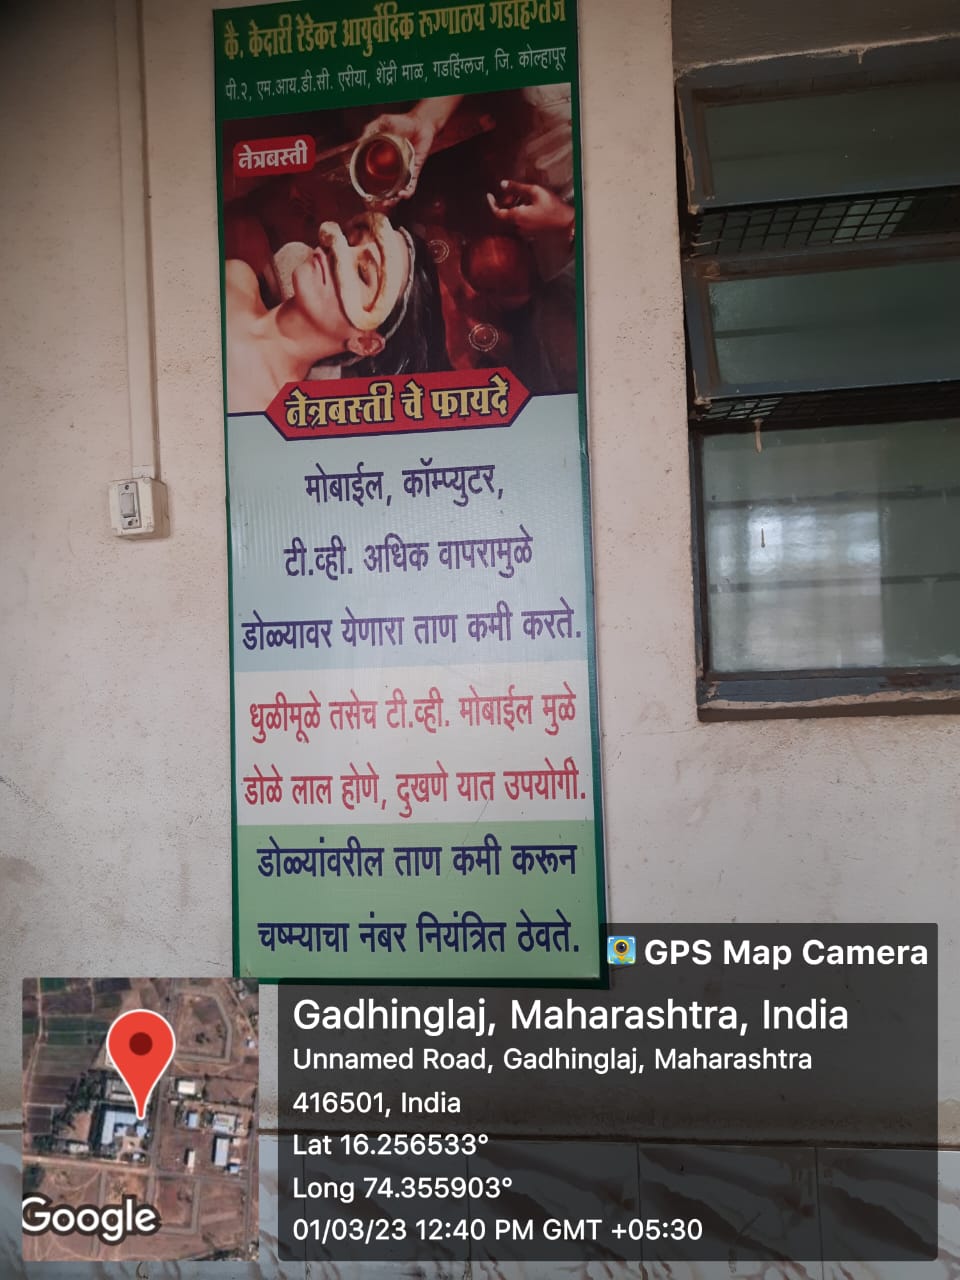 कै. केदारी रेडेकर आयुर्वेदिक रुग्णालय गडहिंग्लज
पी.२, एम.आय.डी.सी. एरीया, शेंद्री माळ, गडहिंग्लज, जि. कोल्हापूर
नेत्रबस्ती
नेत्रबस्ती चे फायदे
मोबाईल, कॉम्प्युटर,
टी.व्ही. अधिक वापरामुळे
डोळ्यावर येणारा ताण कमी करते.
धुळीमूळे तसेच टी.व्ही. मोबाईल मुळे
डोळे लाल होणे, दुखणे यात उपयोगी.
डोळ्यांवरील ताण कमी करून
चष्म्याचा नंबर नियंत्रित ठेवते.
GPS Map Camera
Gadhinglaj, Maharashtra, India
Unnamed Road, Gadhinglaj, Maharashtra
416501, India
Lat 16.256533°
Long 74.355903°
01/03/23 12:40 PM GMT +05:30
Google